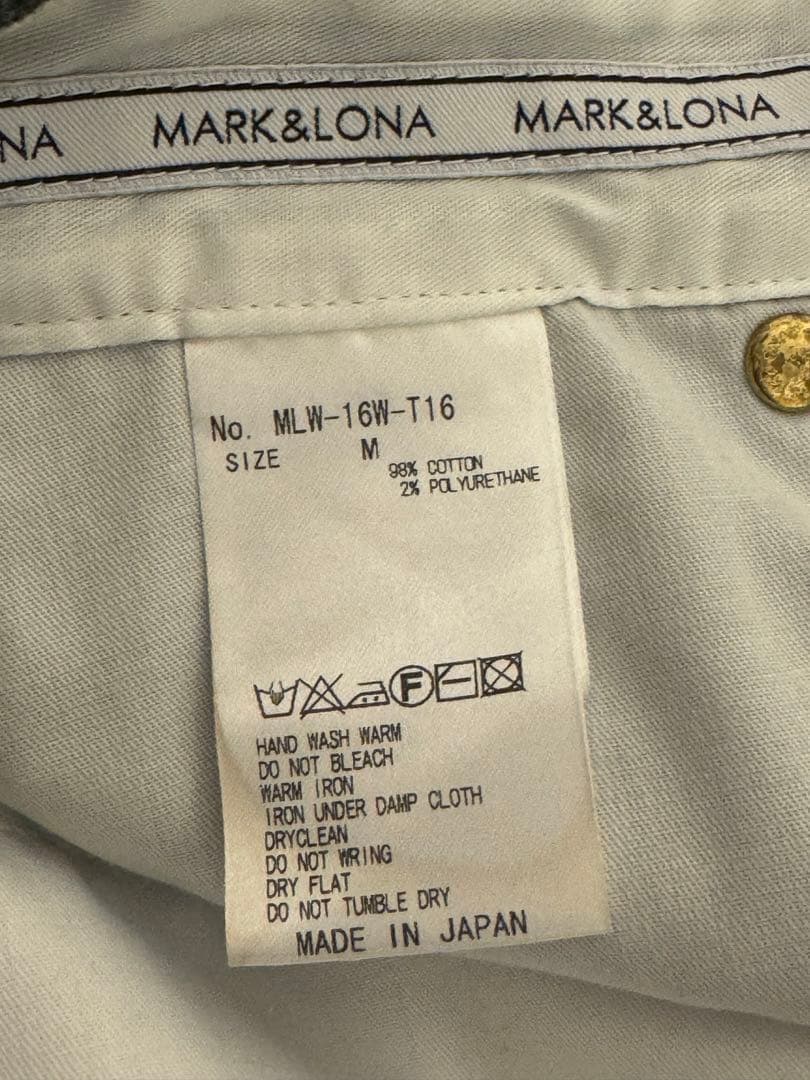 NA MARK&LONA MARK&LONA
No. MLW-16W-T16
SIZE M
98% COTTON
2% POLYURETHANE
F
HAND WASH WARM
DO NOT BLEACH
WARM IRON
IRON UNDER DAMP CLOTH
DRYCLEAN
DO NOT WRING
DRY FLAT
DO NOT TUMBLE DRY
MADE IN JAPAN